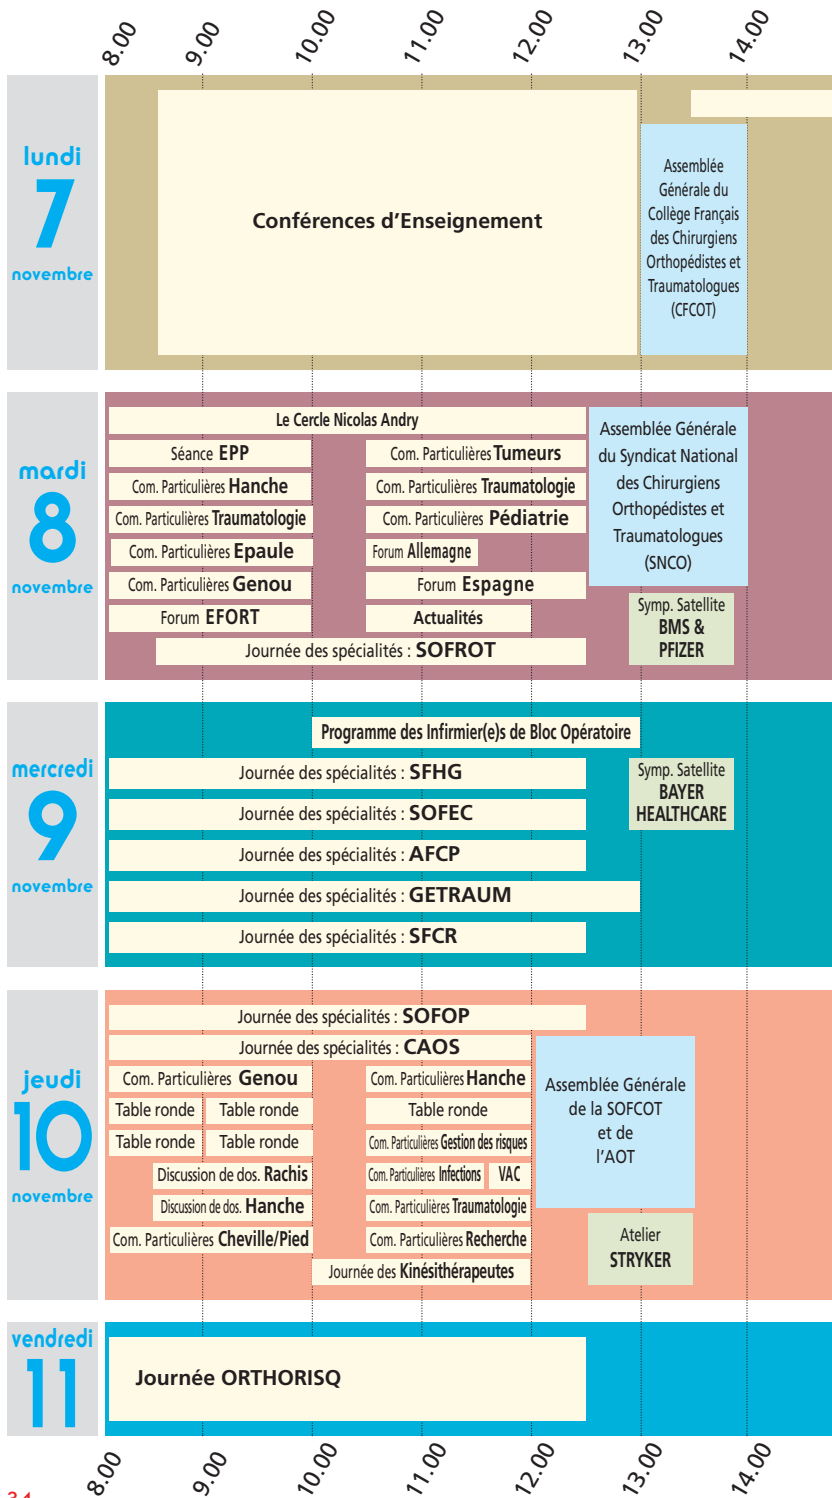 8.00 9.00 10.00 11.00 12.00 13.00 14.00
lundi
7
novembre
Conférences d’Enseignement
Assemblée
Générale du
Collège Français
des Chirurgiens
Orthopédistes et
Traumatologues
(CFCOT)
mardi
8
novembre
Le Cercle Nicolas Andry
Séance EPP
Com. Particulières Tumeurs
Com. Particulières Hanche
Com. Particulières Traumatologie
Com. Particulières Traumatologie
Com. Particulières Pédiatrie
Com. Particulières Epaule
Forum Allemagne
Com. Particulières Genou
Forum Espagne
Forum EFORT
Actualités
Journée des spécialités : SOFROT
Assemblée Générale
du Syndicat National
des Chirurgiens
Orthopédistes et
Traumatologues
(SNCO)
Symp. Satellite
BMS &
PFIZER
mercredi
9
novembre
Programme des Infirmier(e)s de Bloc Opératoire
Journée des spécialités : SFHG
Journée des spécialités : SOFEC
Journée des spécialités : AFCP
Journée des spécialités : GETRAUM
Journée des spécialités : SFCR
Symp. Satellite
BAYER
HEALTHCARE
jeudi
10
novembre
Journée des spécialités : SOFOP
Journée des spécialités : CAOS
Com. Particulières Genou
Com. Particulières Hanche
Table ronde
Table ronde
Table ronde
Table ronde
Table ronde
Com. Particulières Gestion des risques
Discussion de dos. Rachis
Com. Particulières Infections
VAC
Discussion de dos. Hanche
Com. Particulières Traumatologie
Com. Particulières Cheville/Pied
Com. Particulières Recherche
Journée des Kinésithérapeutes
Assemblée Générale
de la SOFCOT
et de
l’AOT
Atelier
STRYKER
vendredi
11
Journée ORTHORISQ
8.00 9.00 10.00 11.00 12.00 13.00 14.00